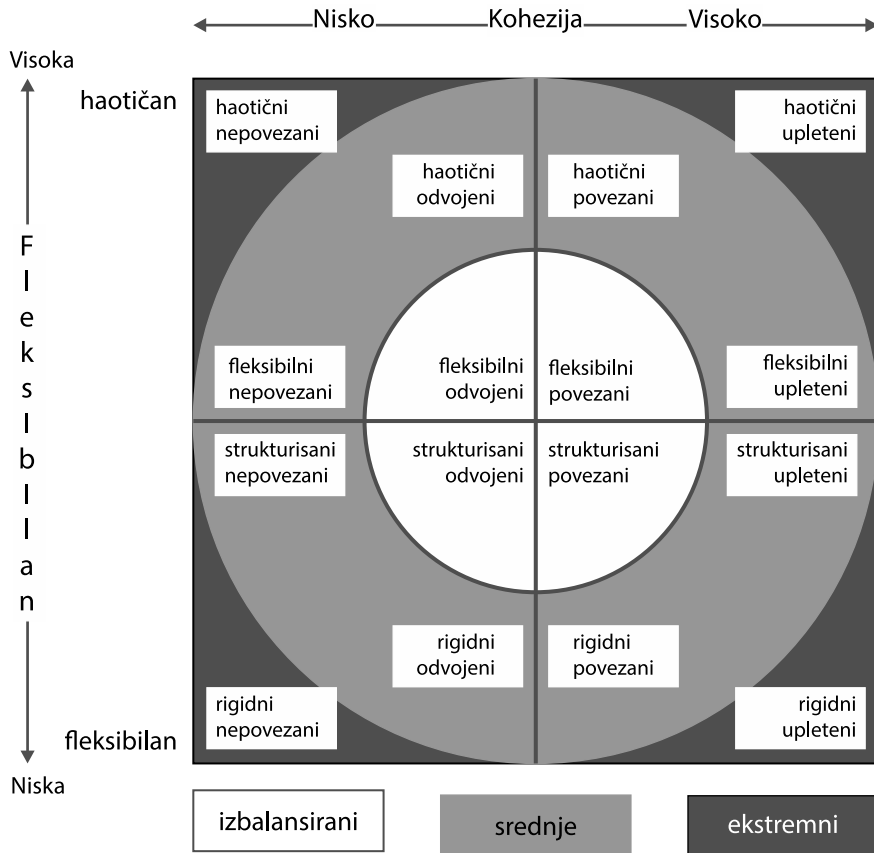 Nisko Kohezija Visoko
Visoka
haotičan
haotični
nepovezani
haotični
upleteni
haotični
odvojeni
haotični
povezani
F
l
e
k
s
I
b
I
l
a
n
fleksibilni
nepovezani
fleksibilni
odvojeni
fleksibilni
povezani
fleksibilni
upleteni
strukturisani
nepovezani
strukturisani
odvojeni
strukturisani
povezani
strukturisani
upleteni
rigidni
odvojeni
rigidni
povezani
rigidni
nepovezani
rigidni
upleteni
fleksibilan
Niska
izbalansirani
srednje
ekstremni